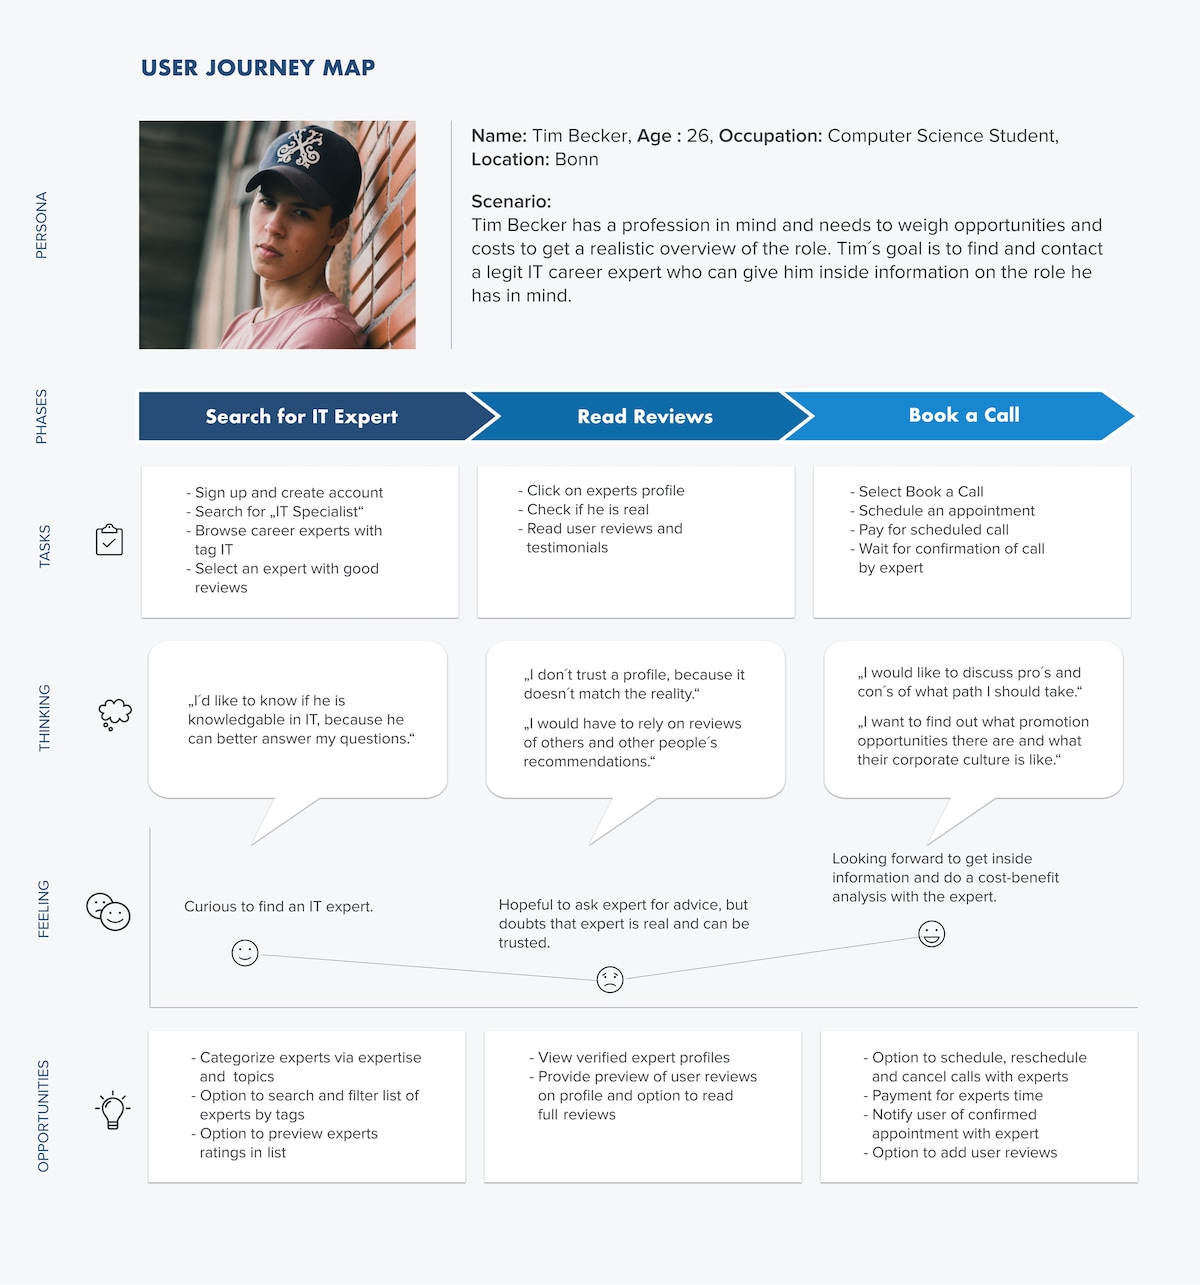 USER JOURNEY MAP
PERSONA
Name: Tim Becker, Age : 26, Occupation: Computer Science Student,
Location: Bonn
Scenario:
Tim Becker has a profession in mind and needs to weigh opportunities and
costs to get a realistic overview of the role. Tim´s goal is to find and contact
a legit IT career expert who can give him inside information on the role he
has in mind.
PHASES
Search for IT Expert
Read Reviews
Book a Call
TASKS
- Sign up and create account
- Search for „IT Specialist“
- Browse career experts with
tag IT
- Select an expert with good
reviews
- Click on experts profile
- Check if he is real
- Read user reviews and
testimonials
- Select Book a Call
- Schedule an appointment
- Pay for scheduled call
- Wait for confirmation of call
by expert
THINKING
„I´d like to know if he is
knowledgable in IT, because he
can better answer my questions.“
„I don´t trust a profile, because it
doesn´t match the reality.“
„I would have to rely on reviews
of others and other people´s
recommendations.“
„I would like to discuss pro´s and
con´s of what path I should take.“
„I want to find out what promotion
opportunities there are and what
their corporate culture is like.“
FEELING
Curious to find an IT expert.
Hopeful to ask expert for advice, but
doubts that expert is real and can be
trusted.
Looking forward to get inside
information and do a cost-benefit
analysis with the expert.
OPPORTUNITIES
- Categorize experts via expertise
and topics
- Option to search and filter list of
experts by tags
- Option to preview experts
ratings in list
- View verified expert profiles
- Provide preview of user reviews
on profile and option to read
full reviews
- Option to schedule, reschedule
and cancel calls with experts
- Payment for experts time
- Notify user of confirmed
appointment with expert
- Option to add user reviews